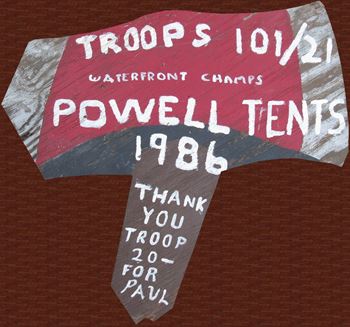 TROOPS 101/21
WATERFRONT CHAMPS
POWELL TENTS
1986
THANK
YOU
TROOP
20-
FOR
PAUL